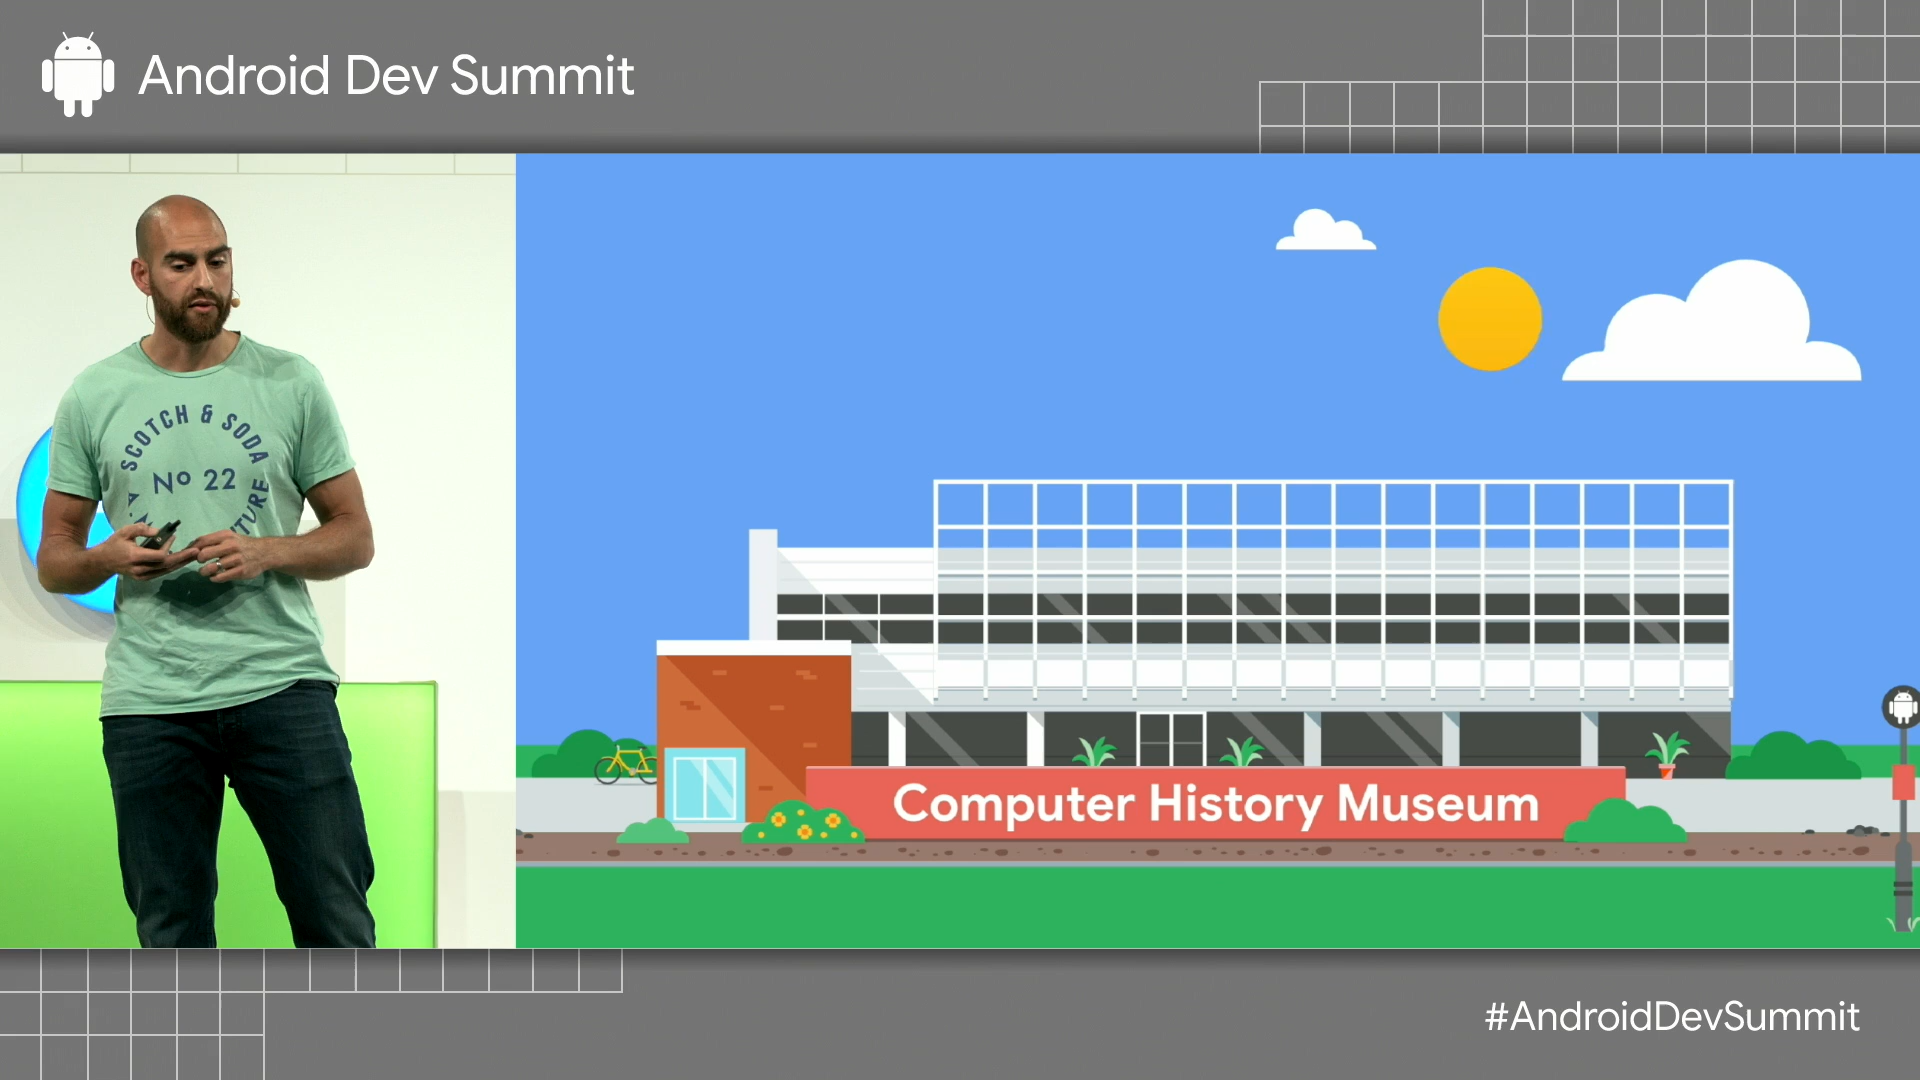 Android Dev Summit
SCOTCH & SODA
No 22
Computer History Museum
#AndroidDevSummit